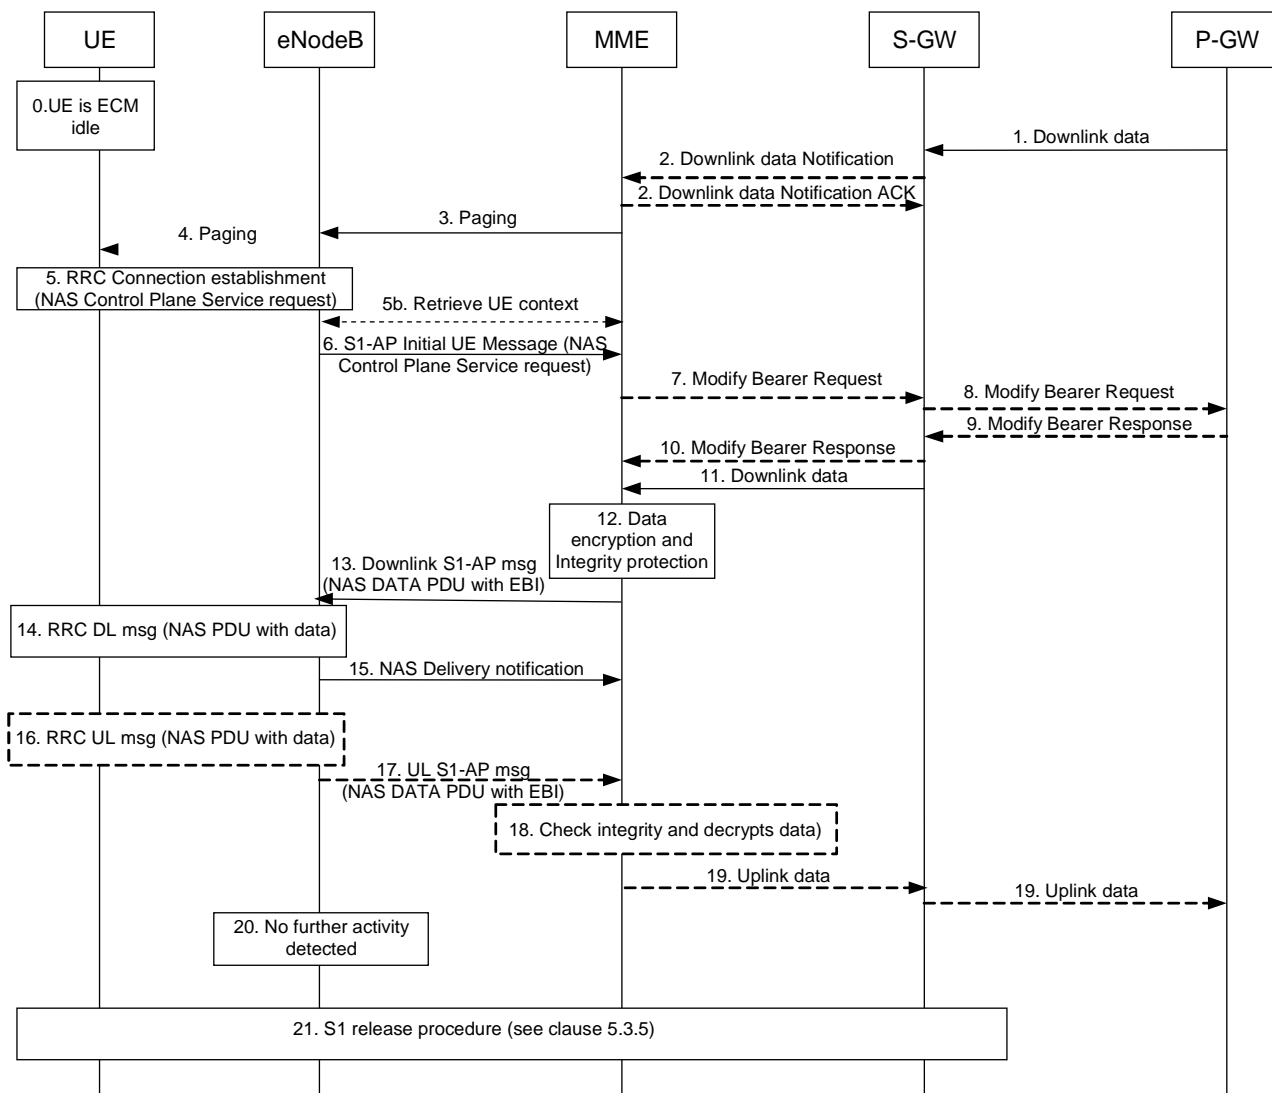 UE
eNodeB
MME
S-GW
P-GW
0.UE is ECM
idle
1. Downlink data
2. Downlink data Notification
2. Downlink data Notification ACK
3. Paging
4. Paging
5. RRC Connection establishment
(NAS Control Plane Service request)
5b. Retrieve UE context
6. S1-AP Initial UE Message (NAS
Control Plane Service request)
7. Modify Bearer Request
8. Modify Bearer Request
9. Modify Bearer Response
10. Modify Bearer Response
11. Downlink data
12. Data
encryption and
Integrity protection
13. Downlink S1-AP msg
(NAS DATA PDU with EBI)
14. RRC DL msg (NAS PDU with data)
15. NAS Delivery notification
16. RRC UL msg (NAS PDU with data)
17. UL S1-AP msg
(NAS DATA PDU with EBI)
18. Check integrity and decrypts data)
19. Uplink data
19. Uplink data
20. No further activity
detected
21. S1 release procedure (see clause 5.3.5)